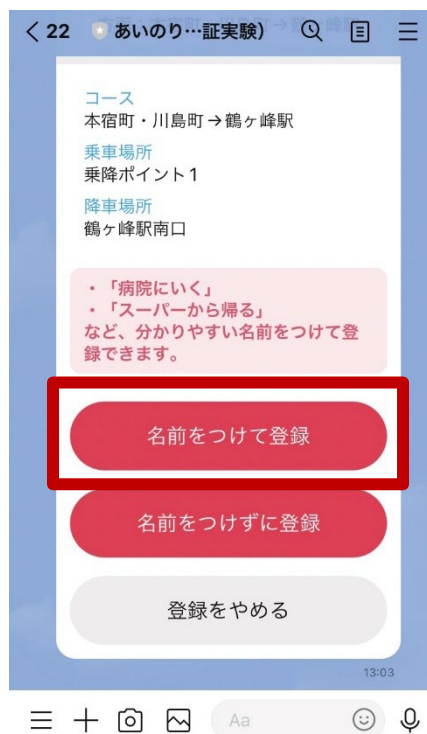 22 あいのり…証実験)
コース
本宿町・川島町→鶴ヶ峰駅
乗車場所
乗降ポイント1
降車場所
鶴ヶ峰駅南口
・「病院にいく」
・「スーパーから帰る」
など、分かりやすい名前をつけて登
録できます。
名前をつけて登録
名前をつけずに登録
登録をやめる
13:03
Aa